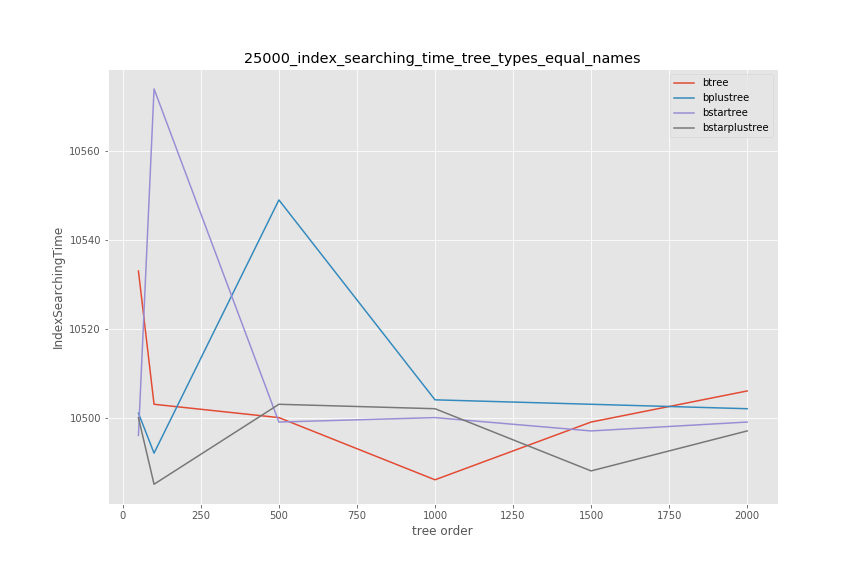 25000_index_searching_time_tree_types_equal_names
btree
bplustree
bstartree
bstarplustree
10560
10540
10520
10500
IndexSearchingTime
0 250 500 750 1000 1250 1500 1750 2000
tree order